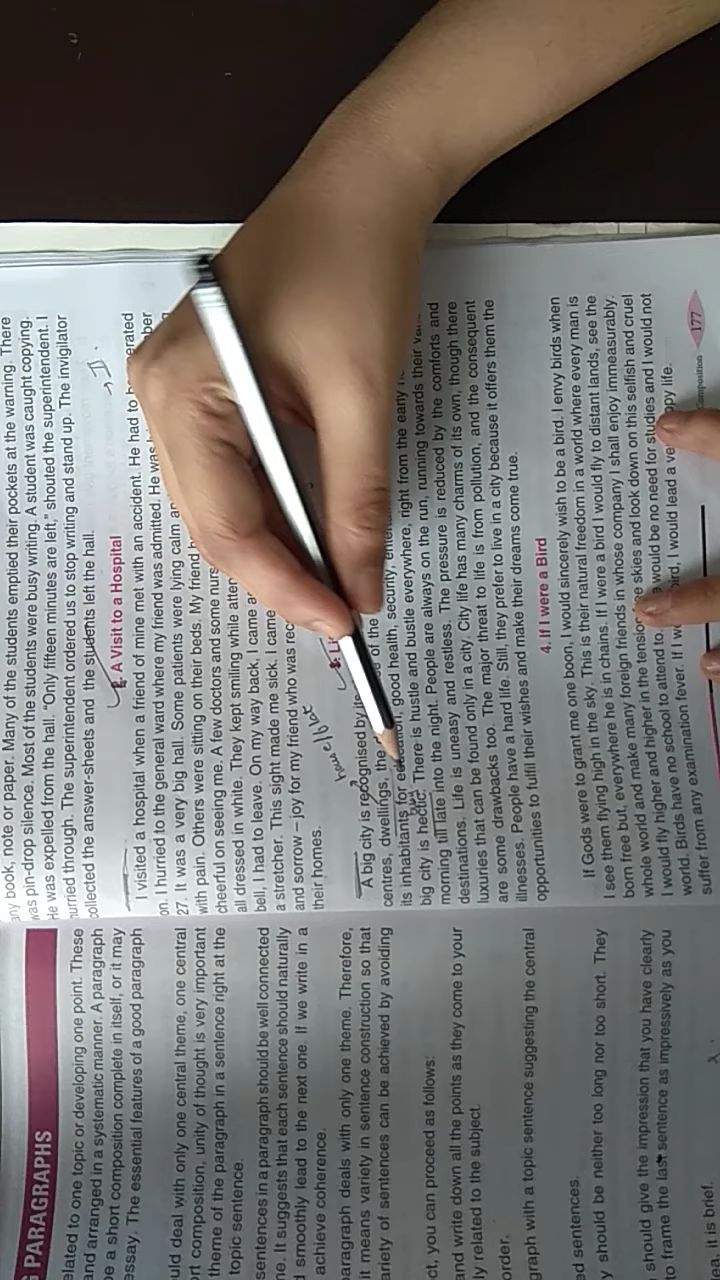 PARAGRAPHS
elated to one topic or developing one point. These
and arranged in a systematic manner. A paragraph
be a short composition complete in itself, or it may
essay. The essential features of a good paragraph
uld deal with only one central theme, one central
rt composition, unity of thought is very important
theme of the paragraph in a sentence right at the
topic sentence.
sentences in a paragraph should be well connected
ne. It suggests that each sentence should naturally
d smoothly lead to the next one. If we write in a
achieve coherence.
paragraph deals with only one theme. Therefore,
it means variety in sentence construction so that
ariety of sentences can be achieved by avoiding
ct, you can proceed as follows:
and write down all the points as they come to your
ly related to the subject.
order.
raph with a topic sentence suggesting the central
ed sentences.
y should be neither too long nor too short. They
should give the impression that you have clearly
o frame the last sentence as impressively as you
it is brief.
any book, note or paper. Many of the students emptied their pockets at the warning. There
was pin-drop silence. Most of the students were busy writing. A student was caught copying.
He was expelled from the hall. "Only fifteen minutes are left," shouted the superintendent. I
hurried through. The superintendent ordered us to stop writing and stand up. The invigilator
collected the answer-sheets and the students left the hall.
A Visit to a Hospital
I visited a hospital when a friend of mine met with an accident. He had to erated
on. I hurried to the general ward where my friend was admitted. He was ber
27. It was a very big hall. Some patients were lying calm
with pain. Others were sitting on their beds. My friend
cheerful on seeing me. A few doctors and some nurs
all dressed in white. They kept smiling while atten
bell, I had to leave. On my way back, I came
a stretcher. This sight made me sick. I came
and sorrow – joy for my friend who was rec
their homes.
A big city is recognised by its of the
centres, dwellings, the good health, security,
its inhabitants for right from the early
big city is hectic. There is hustle and bustle everywhere,
morning till late into the night. People are always on the run, running towards their
destinations. Life is uneasy and restless. The pressure is reduced by the comforts and
luxuries that can be found only in a city. City life has many charms of its own, though there
are some drawbacks too. The major threat to life is from pollution, and the consequent
illnesses. People have a hard life. Still, they prefer to live in a city because it offers them the
opportunities to fulfil their wishes and make their dreams come true.
4. If I were a Bird
If Gods were to grant me one boon, I would sincerely wish to be a bird. I envy birds when
I see them flying high in the sky. This is their natural freedom in a world where every man is
born free but, everywhere he is in chains. If I were a bird I would fly to distant lands, see the
whole world and make many foreign friends in whose company I shall enjoy immeasurably.
I would fly higher and higher in the tension skies and look down on this selfish and cruel
world. Birds have no school to attend to. would be no need for studies and I would not
suffer from any examination fever. If I bird, I would lead a ppy life.
177